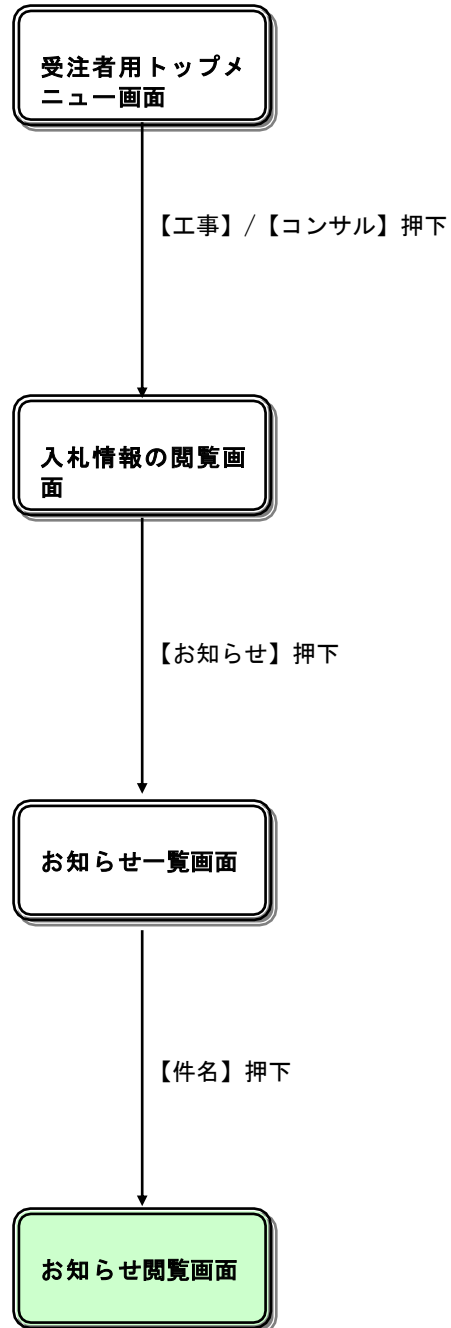 受注者用トップメ
ニュー画面
【工事】/【コンサル】押下
入札情報の閲覧画
面
【お知らせ】押下
お知らせ一覧画面
【件名】押下
お知らせ閲覧画面